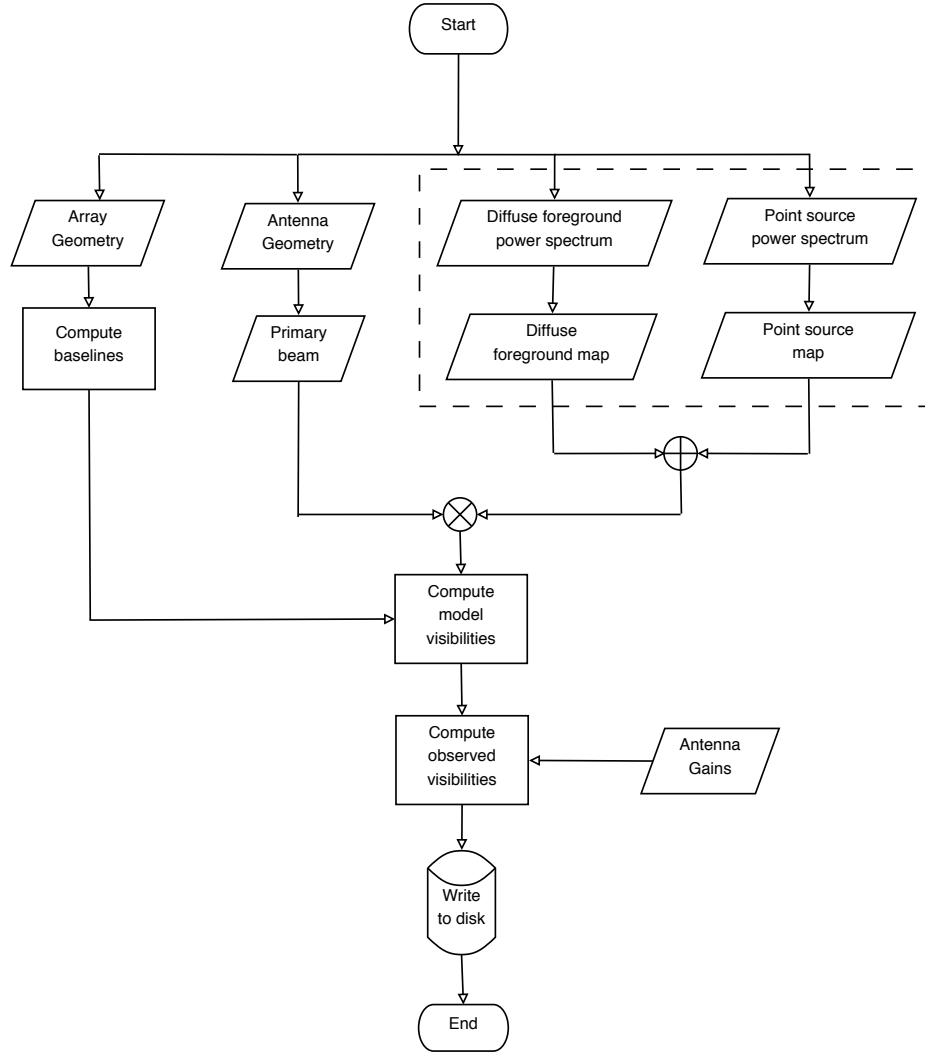 Start
Array
Geometry
Antenna
Geometry
Diffuse foreground
power spectrum
Point source
power spectrum
Compute
baselines
Primary
beam
Diffuse
foreground map
Point source
map
Compute
model
visibilities
Compute
observed
visibilities
Antenna
Gains
Write
to disk
End